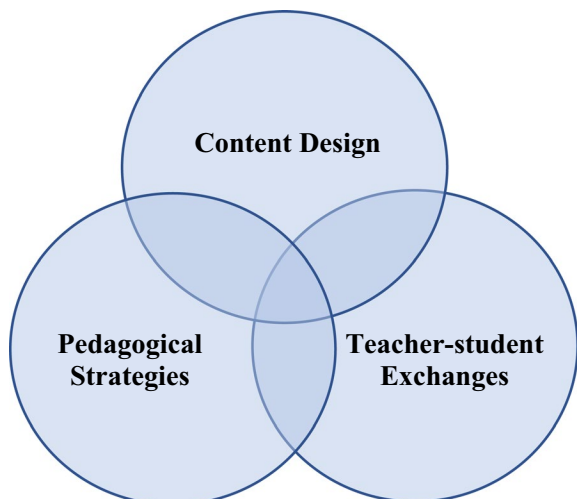 Content Design
Pedagogical
Strategies
Teacher-student
Exchanges